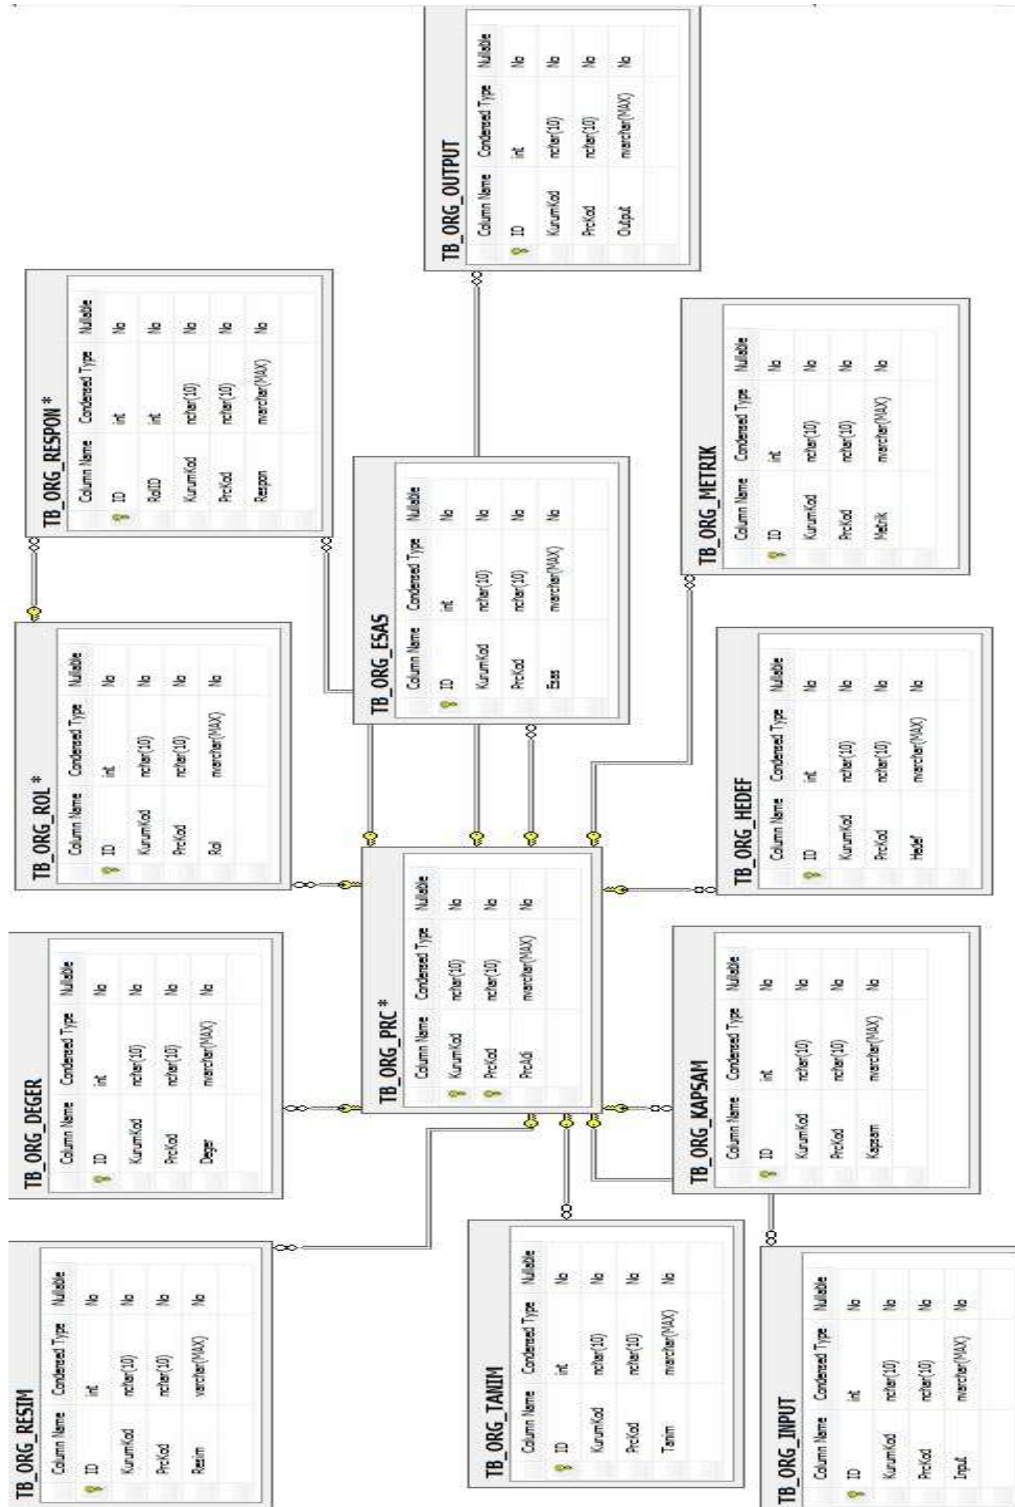 TB_ORG_RESIM
Column Name Condensed Type Nullable
ID int No
KurumKod nchar(10) No
PrcKod nchar(10) No
Resim varchar(MAX) No
TB_ORG_DEGER
Column Name Condensed Type Nullable
ID int No
KurumKod nchar(10) No
PrcKod nchar(10) No
Deger nvarchar(MAX) No
TB_ORG_ROL *
Column Name Condensed Type Nullable
ID int No
KurumKod nchar(10) No
PrcKod nchar(10) No
Rol nvarchar(MAX) No
TB_ORG_RESPON *
Column Name Condensed Type Nullable
ID int No
RolID int No
KurumKod nchar(10) No
PrcKod nchar(10) No
Respon nvarchar(MAX) No
TB_ORG_TANIM
Column Name Condensed Type Nullable
ID int No
KurumKod nchar(10) No
PrcKod nchar(10) No
Tanim nvarchar(MAX) No
TB_ORG_PRC *
Column Name Condensed Type Nullable
KurumKod nchar(10) No
PrcKod nchar(10) No
PrcAdi nvarchar(MAX) No
TB_ORG_ESAS
Column Name Condensed Type Nullable
ID int No
KurumKod nchar(10) No
PrcKod nchar(10) No
Esas nvarchar(MAX) No
TB_ORG_OUTPUT
Column Name Condensed Type Nullable
ID int No
KurumKod nchar(10) No
PrcKod nchar(10) No
Output nvarchar(MAX) No
TB_ORG_INPUT
Column Name Condensed Type Nullable
ID int No
KurumKod nchar(10) No
PrcKod nchar(10) No
Input nvarchar(MAX) No
TB_ORG_KAPSAM
Column Name Condensed Type Nullable
ID int No
KurumKod nchar(10) No
PrcKod nchar(10) No
Kapsam nvarchar(MAX) No
TB_ORG_HEDEF
Column Name Condensed Type Nullable
ID int No
KurumKod nchar(10) No
PrcKod nchar(10) No
Hedef nvarchar(MAX) No
TB_ORG_METRIK
Column Name Condensed Type Nullable
ID int No
KurumKod nchar(10) No
PrcKod nchar(10) No
Metrik nvarchar(MAX) No